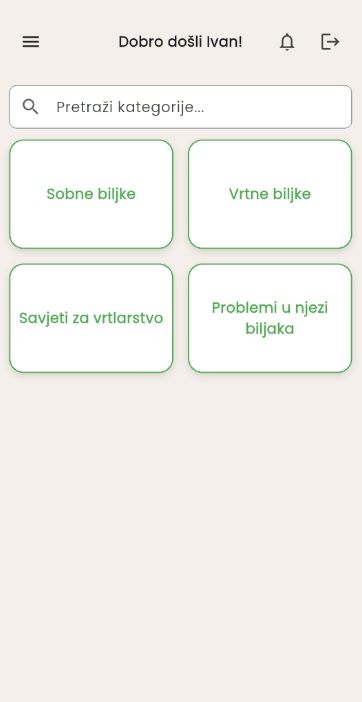 Dobro došli Ivan!
Pretraži kategorije...
Sobne biljke
Vrtne biljke
Savjeti za vrtlarstvo
Problemi u njezi
biljaka